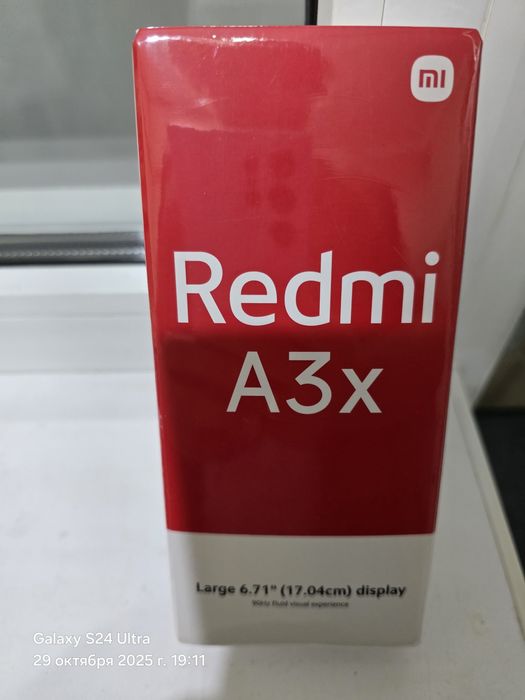 mi
Redmi
A3x
Large 6.71" (17.04cm) display
90Hz fluid visual experience
Galaxy S24 Ultra
29 октября 2025 г. 19:11